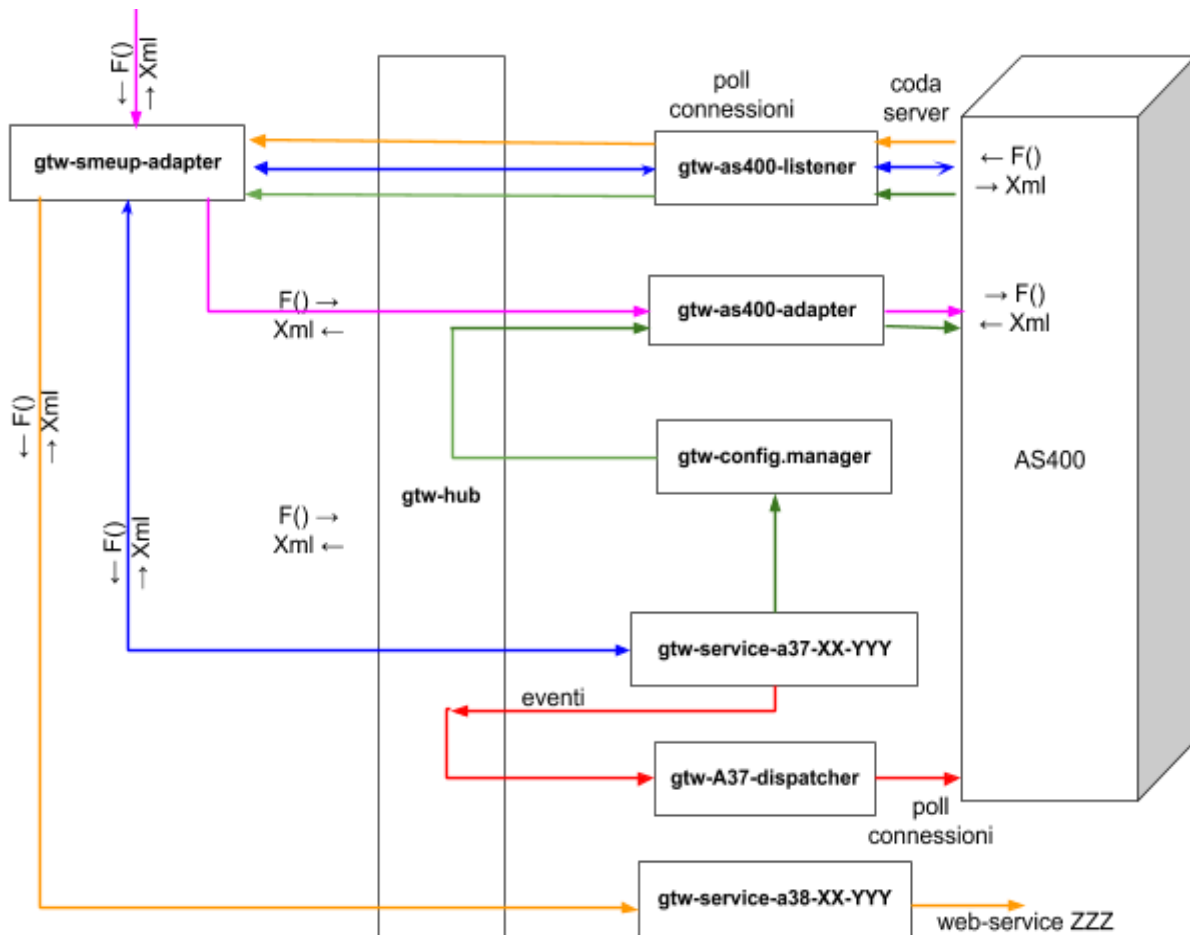 ← F()
→ Xml
poll
connessioni
coda
server
gtw-smeup-adapter
gtw-as400-listener
← F()
→ Xml
F() →
Xml ←
gtw-as400-adapter
→ F()
← Xml
← F()
→ Xml
gtw-config.manager
AS400
gtw-hub
← F()
→ Xml
F() →
Xml ←
gtw-service-a37-XX-YYY
eventi
gtw-A37-dispatcher
poll
connessioni
gtw-service-a38-XX-YYY
web-service ZZZ